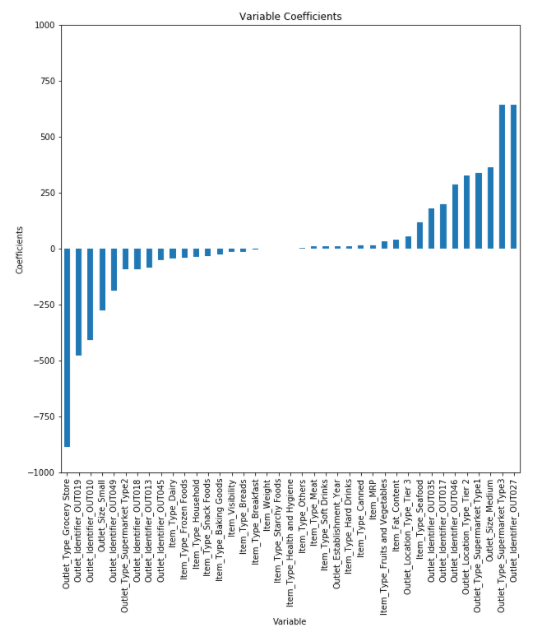 Variable Coefficients
1000
750
500
250
0
−250
−500
−750
−1000
Coefficients
Outlet_Type_Grocery Store
Outlet_Identifier_OUT019
Outlet_Identifier_OUT010
Outlet_Size_Small
Outlet_Identifier_OUT049
Outlet_Type_Supermarket Type2
Outlet_Identifier_OUT018
Outlet_Identifier_OUT013
Outlet_Identifier_OUT045
Item_Type_Dairy
Item_Type_Frozen Foods
Item_Type_Household
Item_Type_Snack Foods
Item_Type_Baking Goods
Item_Visibility
Item_Type_Breads
Item_Type_Breakfast
Item_Weight
Item_Type_Starchy Foods
Item_Type_Health and Hygiene
Item_Type_Others
Item_Type_Meat
Item_Type_Soft Drinks
Outlet_Establishment_Year
Item_Type_Hard Drinks
Item_Type_Canned
Item_MRP
Item_Type_Fruits and Vegetables
Item_Fat_Content
Outlet_Location_Type_Tier 3
Item_Type_Seafood
Outlet_Identifier_OUT035
Outlet_Identifier_OUT017
Outlet_Identifier_OUT046
Outlet_Location_Type_Tier 2
Outlet_Type_Supermarket Type1
Outlet_Size_Medium
Outlet_Type_Supermarket Type3
Outlet_Identifier_OUT027
Variable